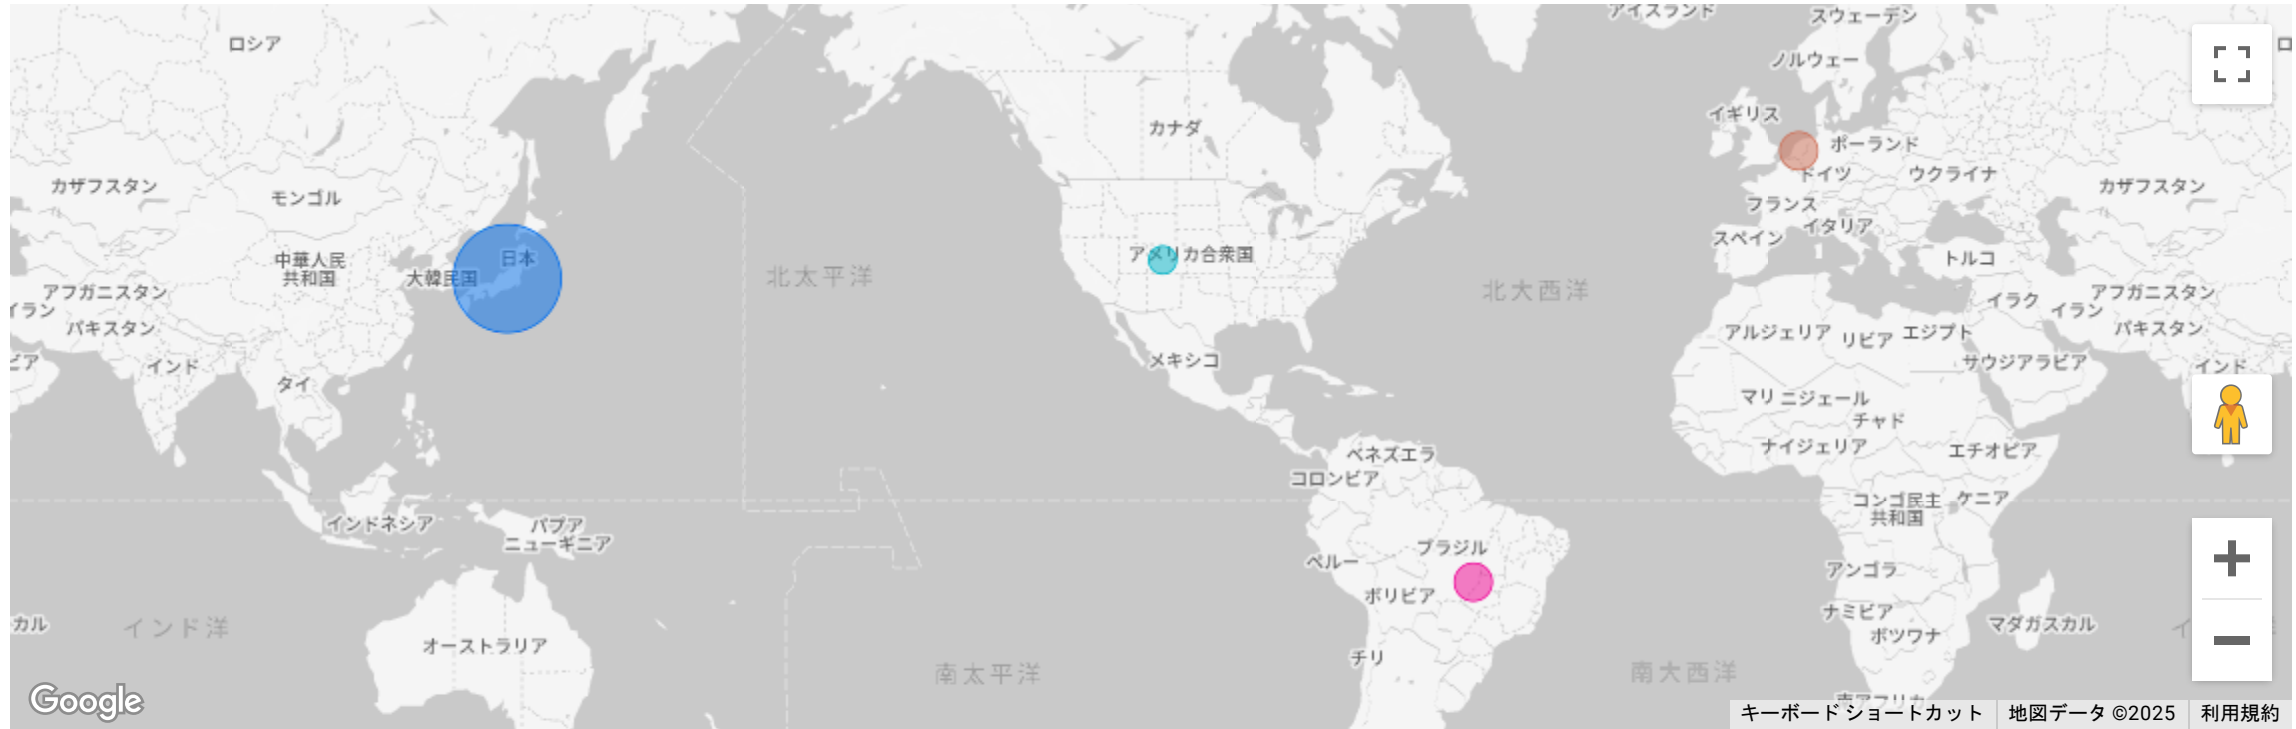 アイスランド
スウェーデン
ロシア
ノルウェー
イギリス
カナダ
ポーランド
ドイツ
ウクライナ
カザフスタン
モンゴル
カザフスタン
フランス
イタリア
スペイン
日本
アメリカ合衆国
トルコ
中華人民
共和国
大韓民国
北太平洋
北大西洋
アフガニスタン
イラン
パキスタン
イラク
アフガニスタン
イラン
パキスタン
アルジェリア
リビア
エジプト
ビア
インド
メキシコ
サウジアラビア
インド
タイ
マリ
ニジェール
チャド
ナイジェリア
エチオピア
ベネズエラ
コロンビア
コンゴ民主
共和国
ケニア
インドネシア
パプア
ニューギニア
ブラジル
ペルー
ボリビア
アンゴラ
ナミビア
ボツワナ
マダガスカル
カル
インド洋
イ
洋
オーストラリア
チリ
南太平洋
南大西洋
南アフリカ
Google
キーボード ショートカット
地図データ ©2025
利用規約